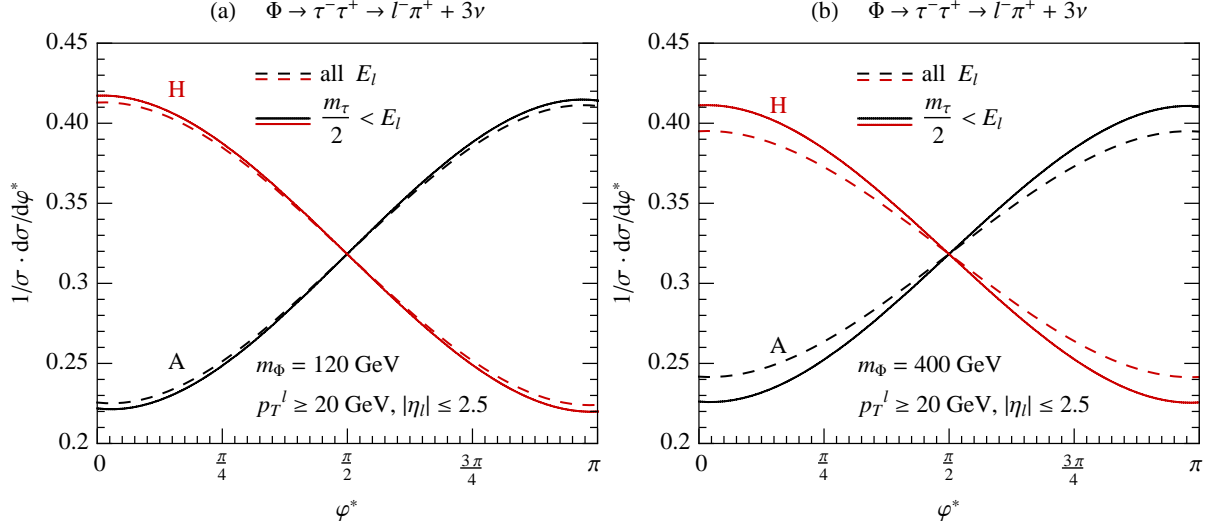 (a) Φ → τ⁻τ⁺ → l⁻π⁺ + 3ν
0.45
0.40
0.35
0.3
0.25
0.2
1/σ · dσ/dφ*
H
all E_l
m_τ/2 < E_l
A
m_Φ = 120 GeV
p_T^l ≥ 20 GeV, |η_l| ≤ 2.5
0 π/4 π/2 3π/4 π
φ*
(b) Φ → τ⁻τ⁺ → l⁻π⁺ + 3ν
0.45
0.40
0.35
0.3
0.25
0.2
1/σ · dσ/dφ*
H
all E_l
m_τ/2 < E_l
A
m_Φ = 400 GeV
p_T^l ≥ 20 GeV, |η_l| ≤ 2.5
0 π/4 π/2 3π/4 π
φ*